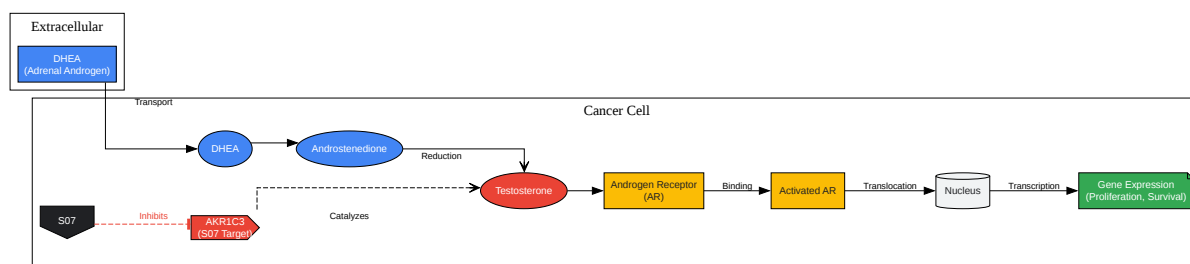 Extracellular
DHEA
(Adrenal Androgen)
Transport
Cancer Cell
DHEA
Androstenedione
Reduction
Testosterone
Androgen Receptor
(AR)
Binding
Activated AR
Translocation
Nucleus
Transcription
Gene Expression
(Proliferation, Survival)
S07
Inhibits
AKR1C3
(S07 Target)
Catalyzes